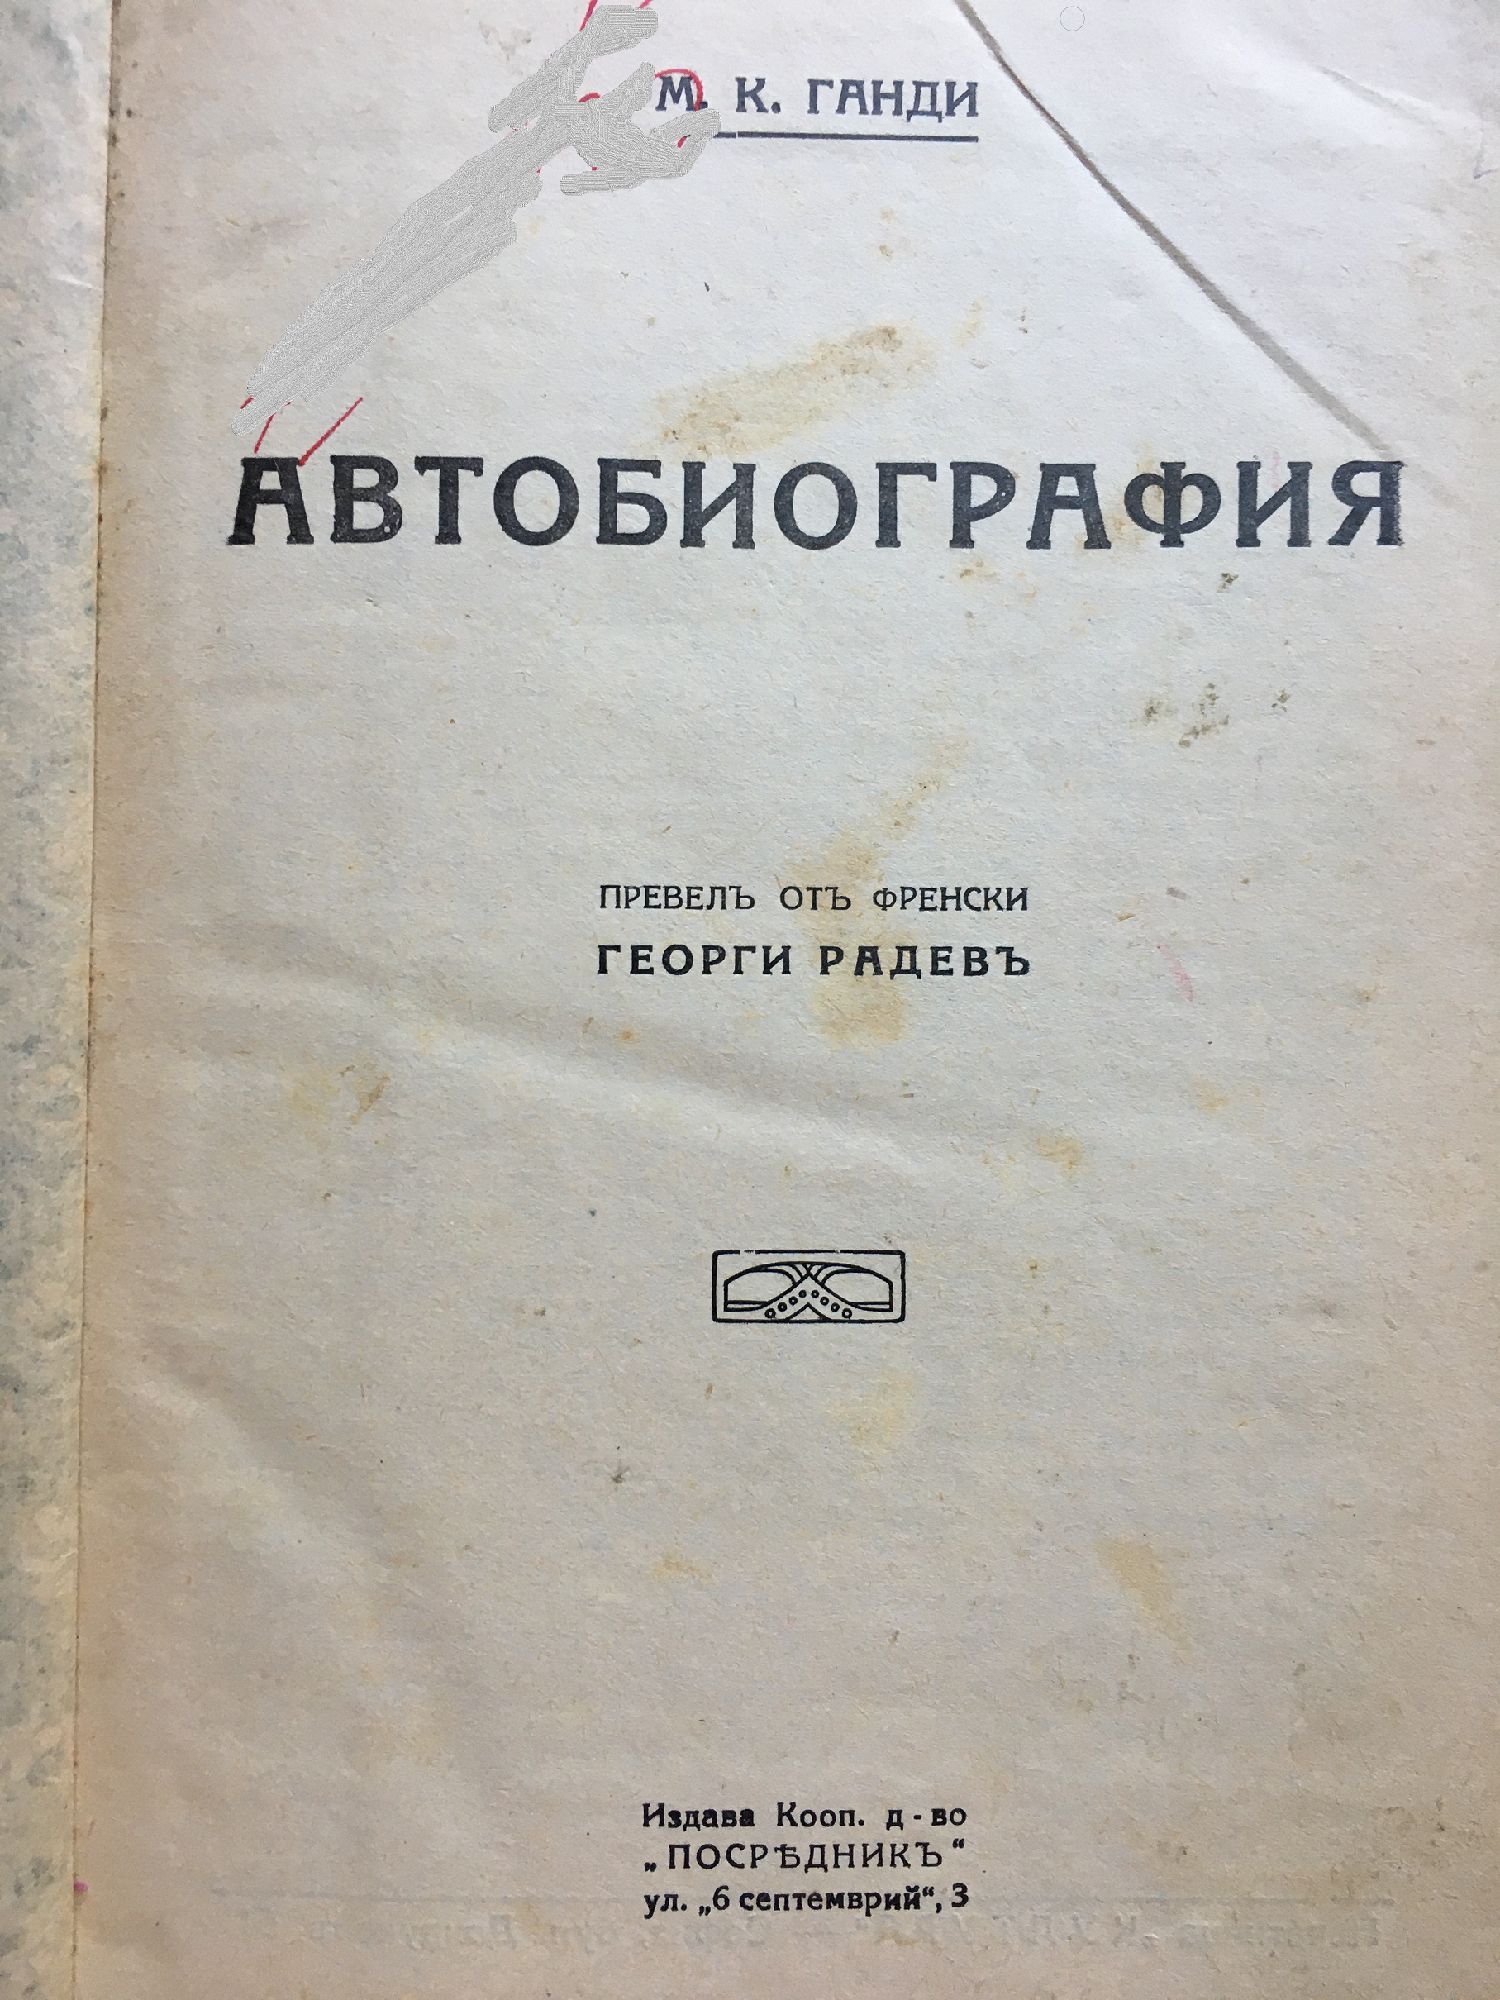 М. К. ГАНДИ
АВТОБИОГРАФИЯ
ПРЕВЕЛЪ ОТЪ ФРЕНСКИ
ГЕОРГИ РАДЕВЪ
Издава Кооп. д-во
„ПОСРѢДНИКЪ“
ул. „6 септемврий“, 3